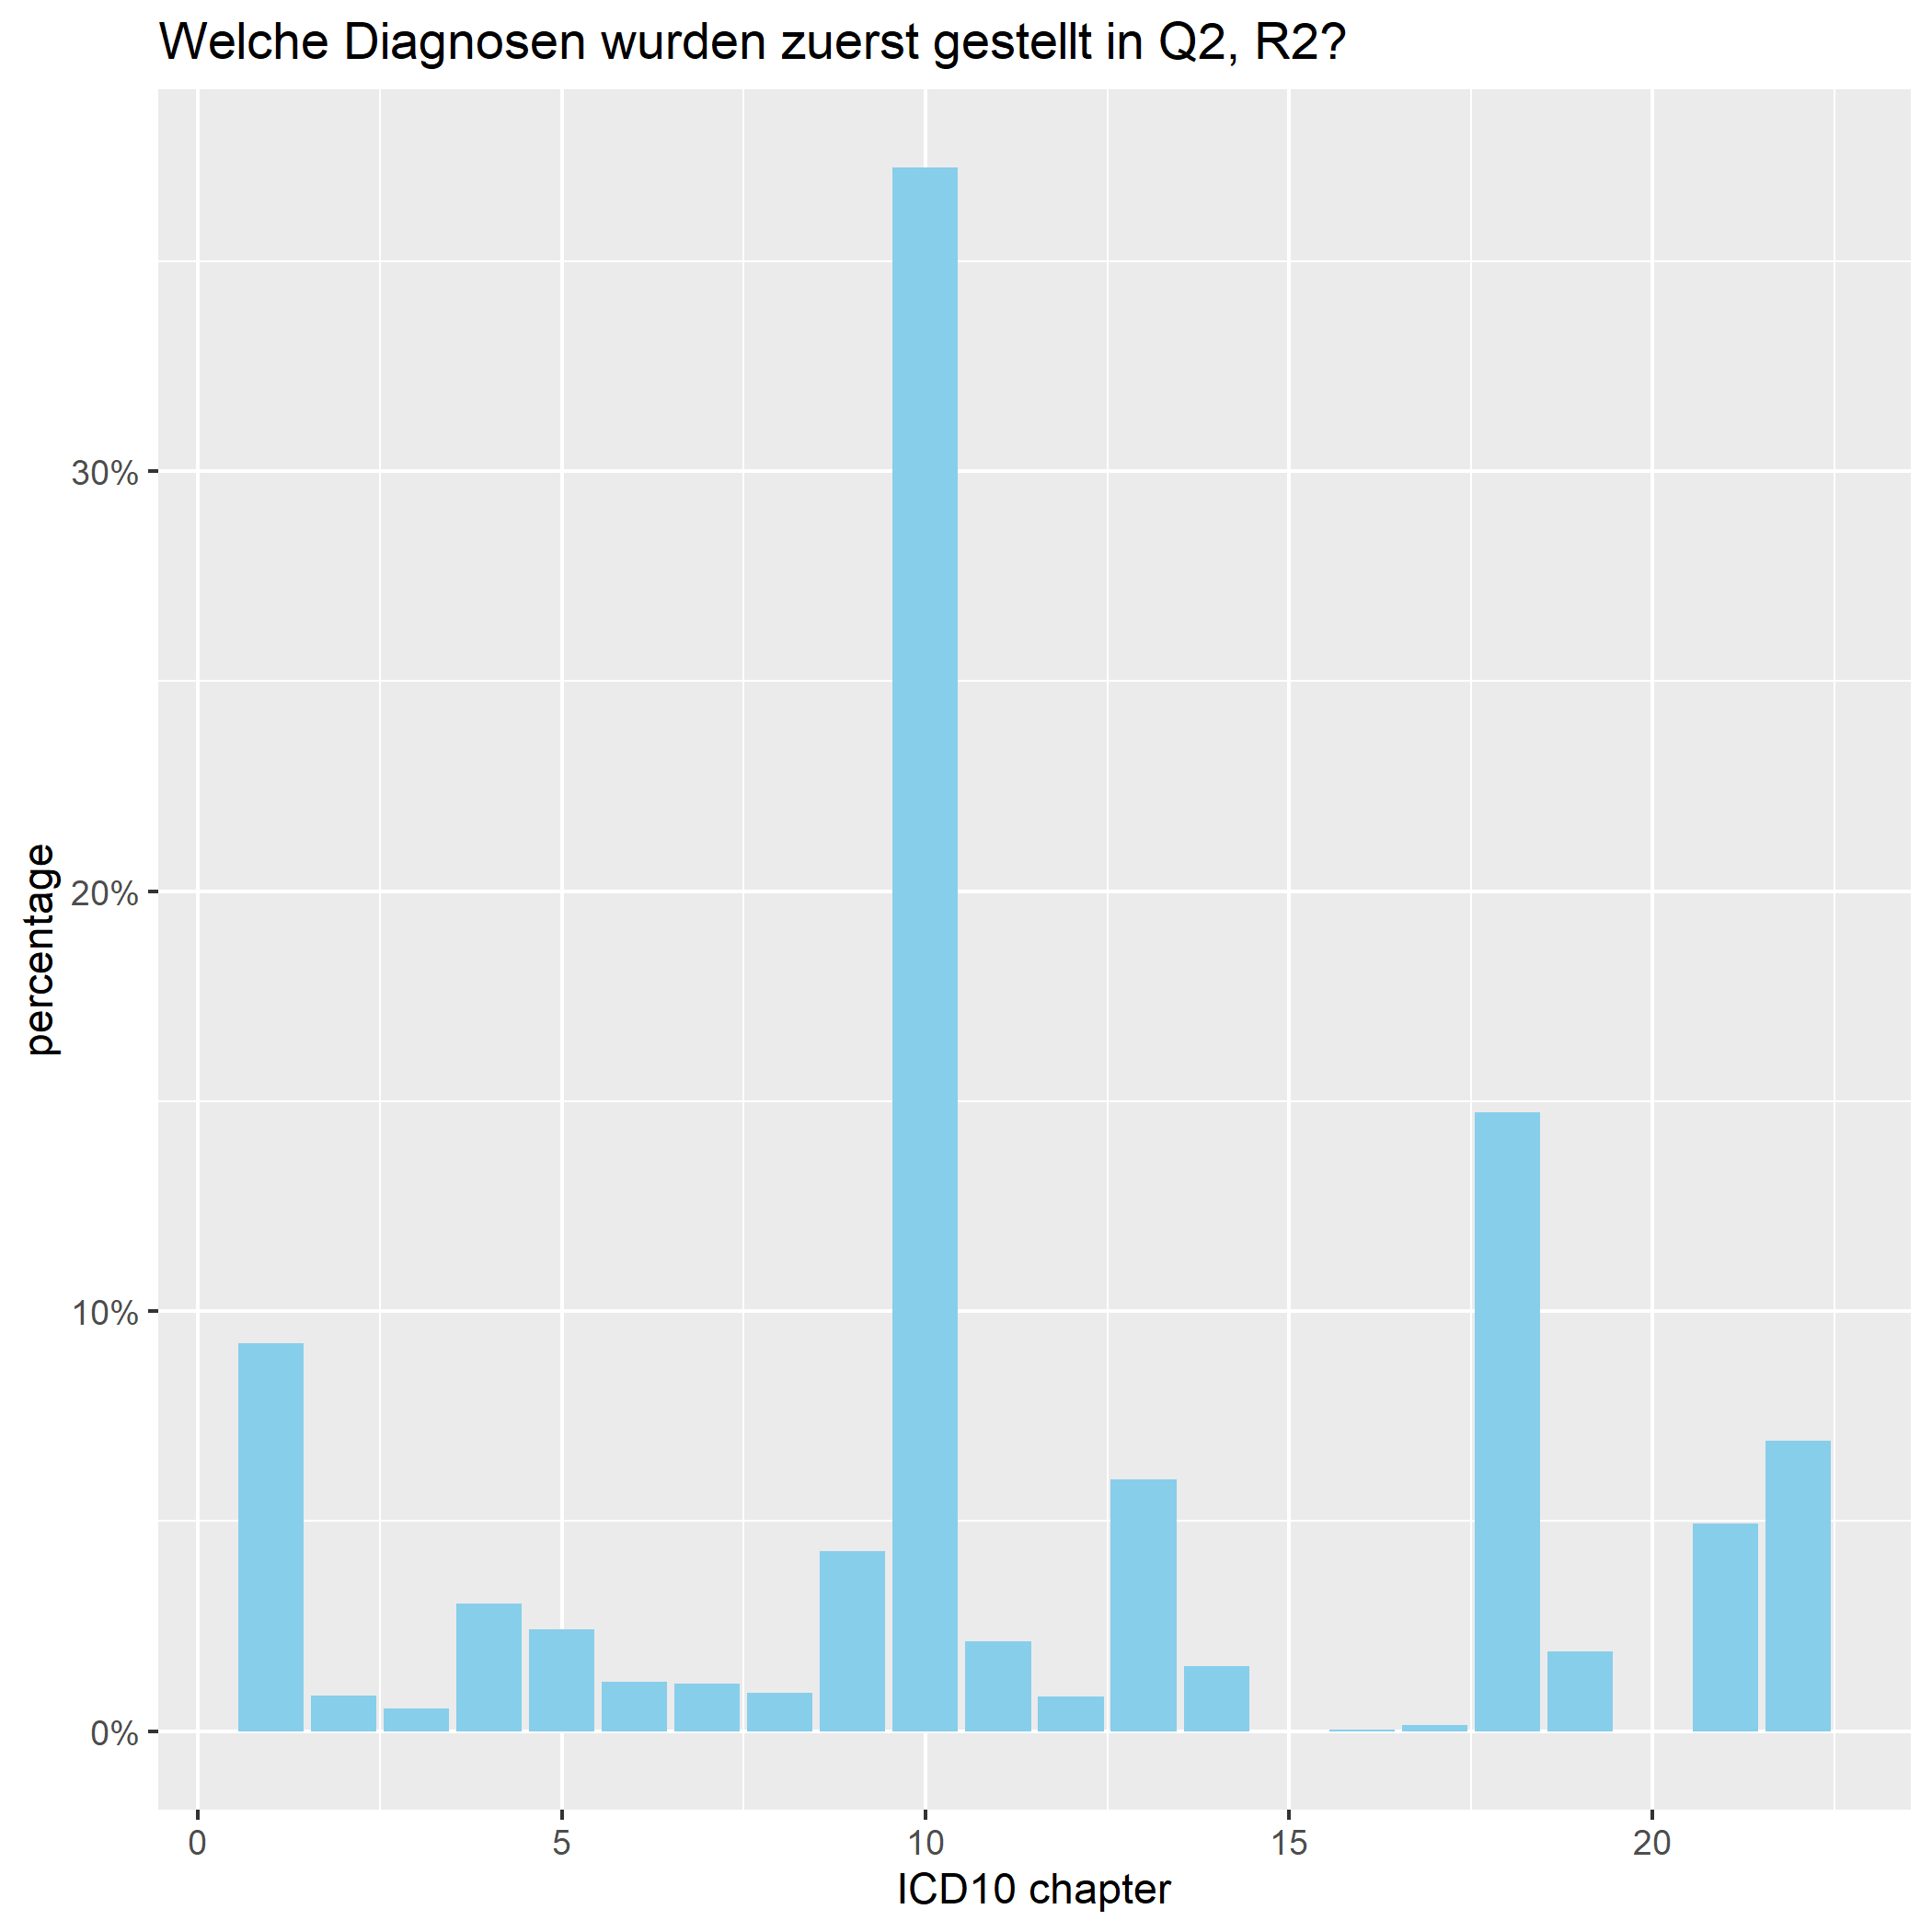 Welche Diagnosen wurden zuerst gestellt in Q2, R2?
percentage
30%
20%
10%
0%
0 5 10 15 20
ICD10 chapter